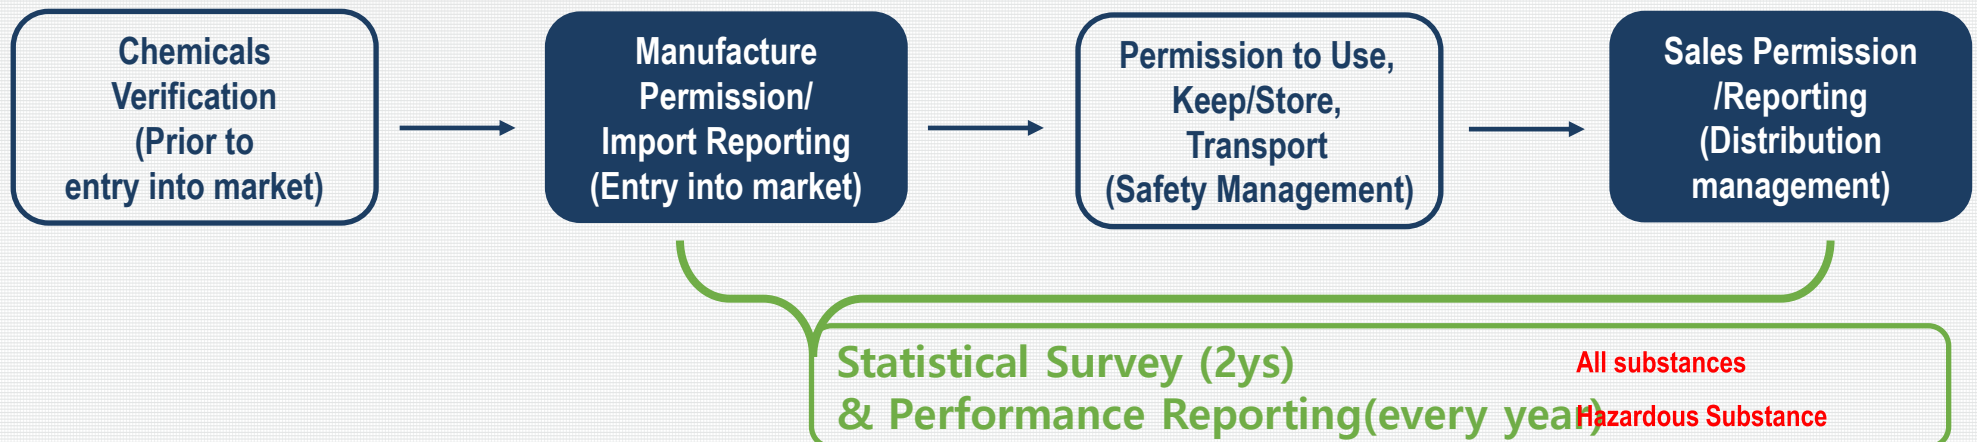 Chemicals
Verification
(Prior to
entry into market)
Manufacture
Permission/
Import Reporting
(Entry into market)
Permission to Use,
Keep/Store,
Transport
(Safety Management)
Sales Permission
/Reporting
(Distribution
management)
Statistical Survey (2ys)
All substances
& Performance Reporting(every year)
Hazardous Substance